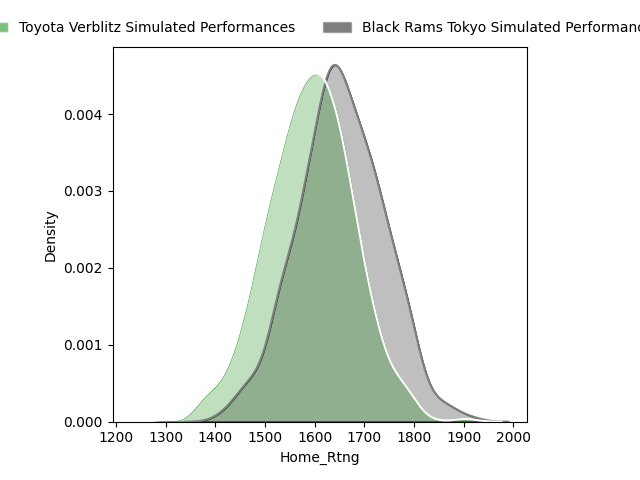 Toyota Verblitz Simulated Performances
Black Rams Tokyo Simulated
0.004
0.003
0.002
0.001
0.000
Density
1200 1300 1400 1500 1600 1700 1800 1900 2000
Home_Rtng